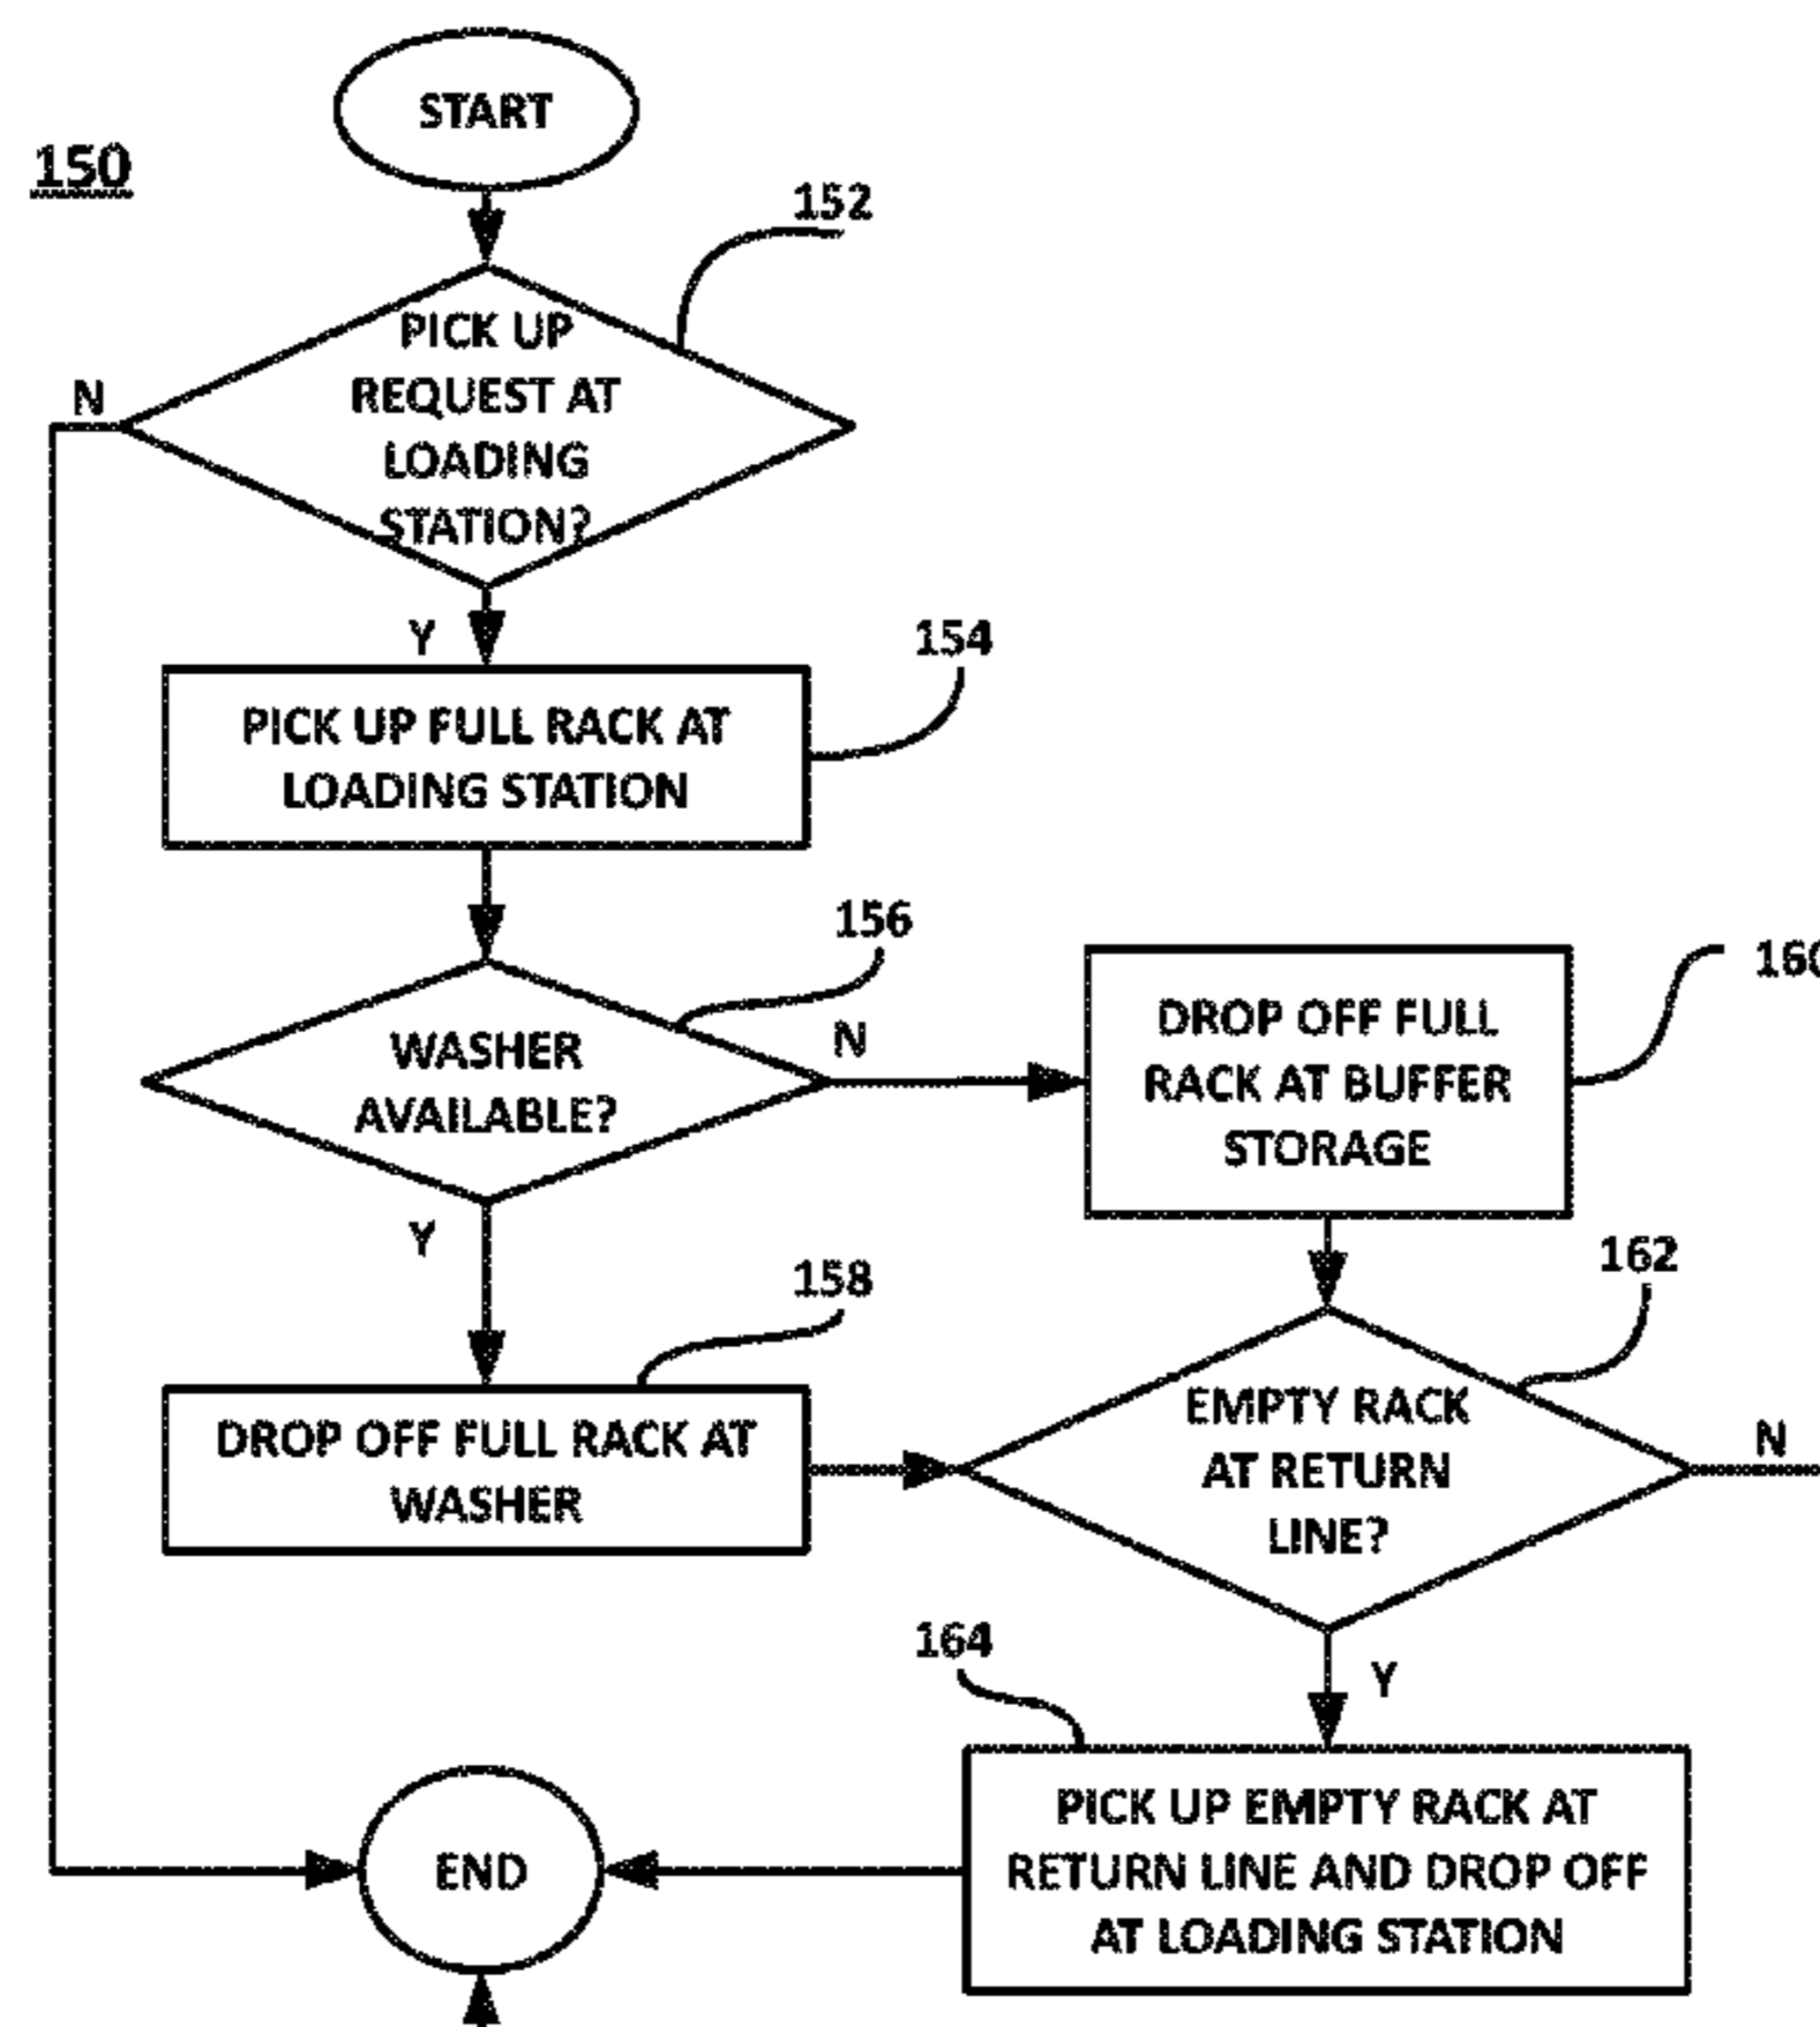 START
150
152
PICK UP
REQUEST AT
LOADING
STATION?
N
Y
154
PICK UP FULL RACK AT
LOADING STATION
156
WASHER
AVAILABLE?
N
Y
160
DROP OFF FULL
RACK AT BUFFER
STORAGE
158
DROP OFF FULL RACK AT
WASHER
162
EMPTY RACK
AT RETURN
LINE?
N
Y
164
PICK UP EMPTY RACK AT
RETURN LINE AND DROP OFF
AT LOADING STATION
END